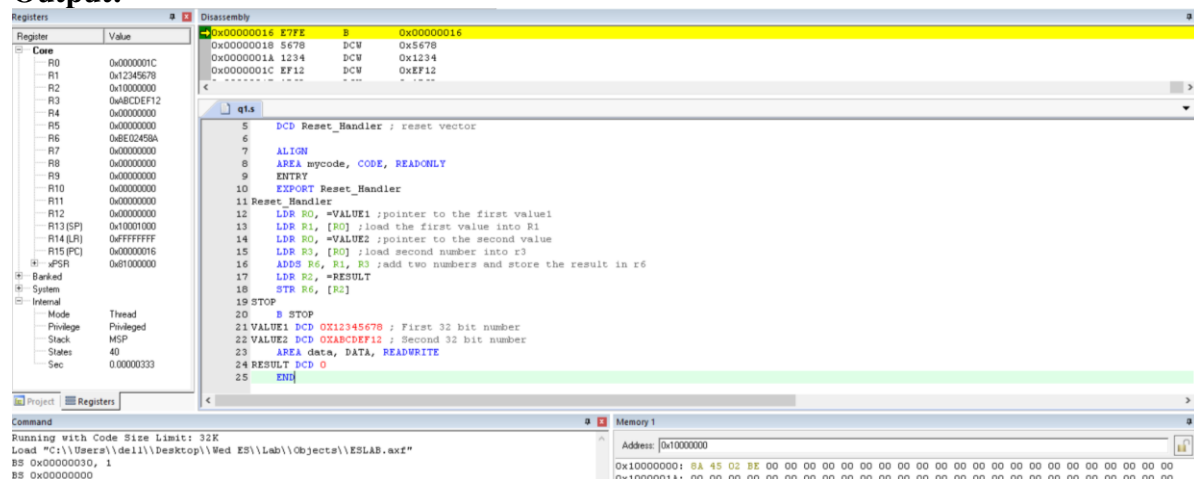 Output:
Registers
Register Value
Core
R0 0x0000001C
R1 0x12345678
R2 0x10000000
R3 0xABCDEF12
R4 0x00000000
R5 0x00000000
R6 0xBE02458A
R7 0x00000000
R8 0x00000000
R9 0x00000000
R10 0x00000000
R11 0x00000000
R12 0x00000000
R13 (SP) 0x10001000
R14 (LR) 0xFFFFFFFF
R15 (PC) 0x00000016
xPSR 0x81000000
Banked
System
Internal
Mode Thread
Privilege Privileged
Stack MSP
States 40
Sec 0.00000333
Project Registers
Disassembly
0x00000016 E7FE B 0x00000016
0x00000018 5678 DCW 0x5678
0x0000001A 1234 DCW 0x1234
0x0000001C EF12 DCW 0xEF12
q1.s
5 DCD Reset_Handler ; reset vector
6
7 ALIGN
8 AREA mycode, CODE, READONLY
9 ENTRY
10 EXPORT Reset_Handler
11 Reset_Handler
12 LDR R0, =VALUE1 ;pointer to the first value1
13 LDR R1, [R0] ;load the first value into R1
14 LDR R0, =VALUE2 ;pointer to the second value
15 LDR R3, [R0] ;load second number into r3
16 ADDS R6, R1, R3 ;add two numbers and store the result in r6
17 LDR R2, =RESULT
18 STR R6, [R2]
19 STOP
20 B STOP
21 VALUE1 DCD 0X12345678 ; First 32 bit number
22 VALUE2 DCD 0XABCDEF12 ; Second 32 bit number
23 AREA data, DATA, READWRITE
24 RESULT DCD 0
25 END
Command
Running with Code Size Limit: 32K
Load "C:\\Users\\dell\\Desktop\\Wed ES\\Lab\\Objects\\ESLAB.axf"
BS 0x00000030, 1
BS 0x00000000
Memory 1
Address: 0x10000000
0x10000000: 8A 45 02 BE 00 00 00 00 00 00 00 00 00 00 00 00 00 00 00 00 00 00 00 00 00 00